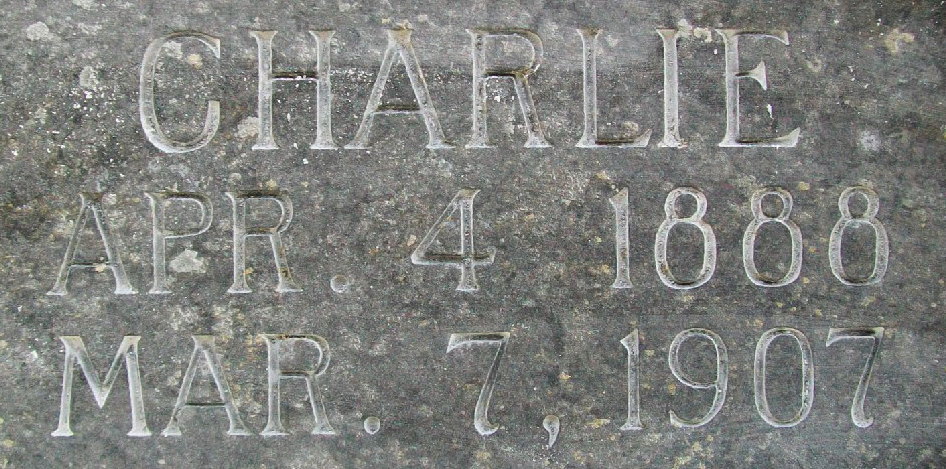 CHARLIE
APR. 4 1888
MAR. 7, 1907